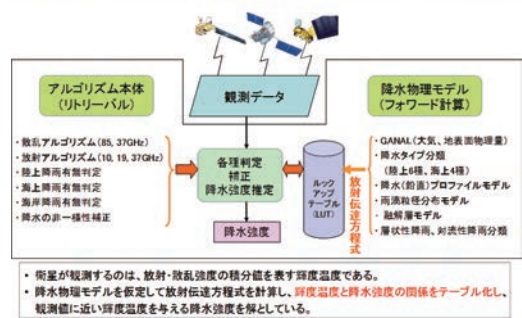 観測データ
アルゴリズム本体
(リトリーバル)
・散乱アルゴリズム(85, 37GHz)
・放射アルゴリズム(10, 19, 37GHz)
・陸上降雨有無判定
・海上降雨有無判定
・海岸降雨有無判定
・降水の非一様性補正
各種判定
補正
降水強度推定
降水強度
ルック
アップ
テーブル
(LUT)
放射伝達方程式
降水物理モデル
(フォワード計算)
・GANAL(大気、地表面物理量)
・降水タイプ分類
(陸上6種、海上4種)
・降水(鉛直)プロファイルモデル
・雨滴粒径分布モデル
・融解層モデル
・層状性降雨、対流性降雨分類
• 衛星が観測するのは、放射・散乱強度の積分値を表す輝度温度である。
• 降水物理モデルを仮定して放射伝達方程式を計算し、輝度温度と降水強度の関係をテーブル化し、
観測値に近い輝度温度を与える降水強度を解としている。